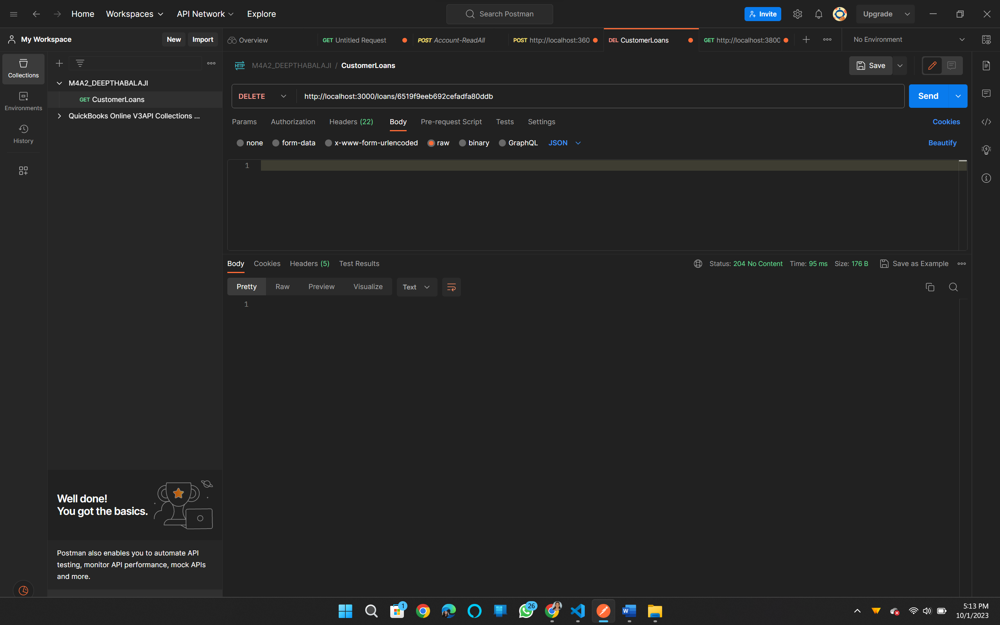 Home Workspaces API Network Explore Search Postman Invite Upgrade
My Workspace New Import Overview GET Untitled Request POST Account-ReadAll POST http://localhost:360 DEL CustomerLoans GET http://localhost:3800 No Environment
Collections
Environments
History
M4A2_DEEPTHABALAJI
GET CustomerLoans
QuickBooks Online V3API Collections ...
HTTP M4A2_DEEPTHABALAJI / CustomerLoans Save
DELETE http://localhost:3000/loans/6519f9eeb692cefadfa80ddb Send
Params Authorization Headers (22) Body Pre-request Script Tests Settings Cookies
none form-data x-www-form-urlencoded raw binary GraphQL JSON Beautify
1
Body Cookies Headers (5) Test Results Status: 204 No Content Time: 95 ms Size: 176 B Save as Example
Pretty Raw Preview Visualize Text
1
Well done!
You got the basics.
Postman also enables you to automate API
testing, monitor API performance, mock APIs
and more.
1
26
W
5:13 PM
10/1/2023